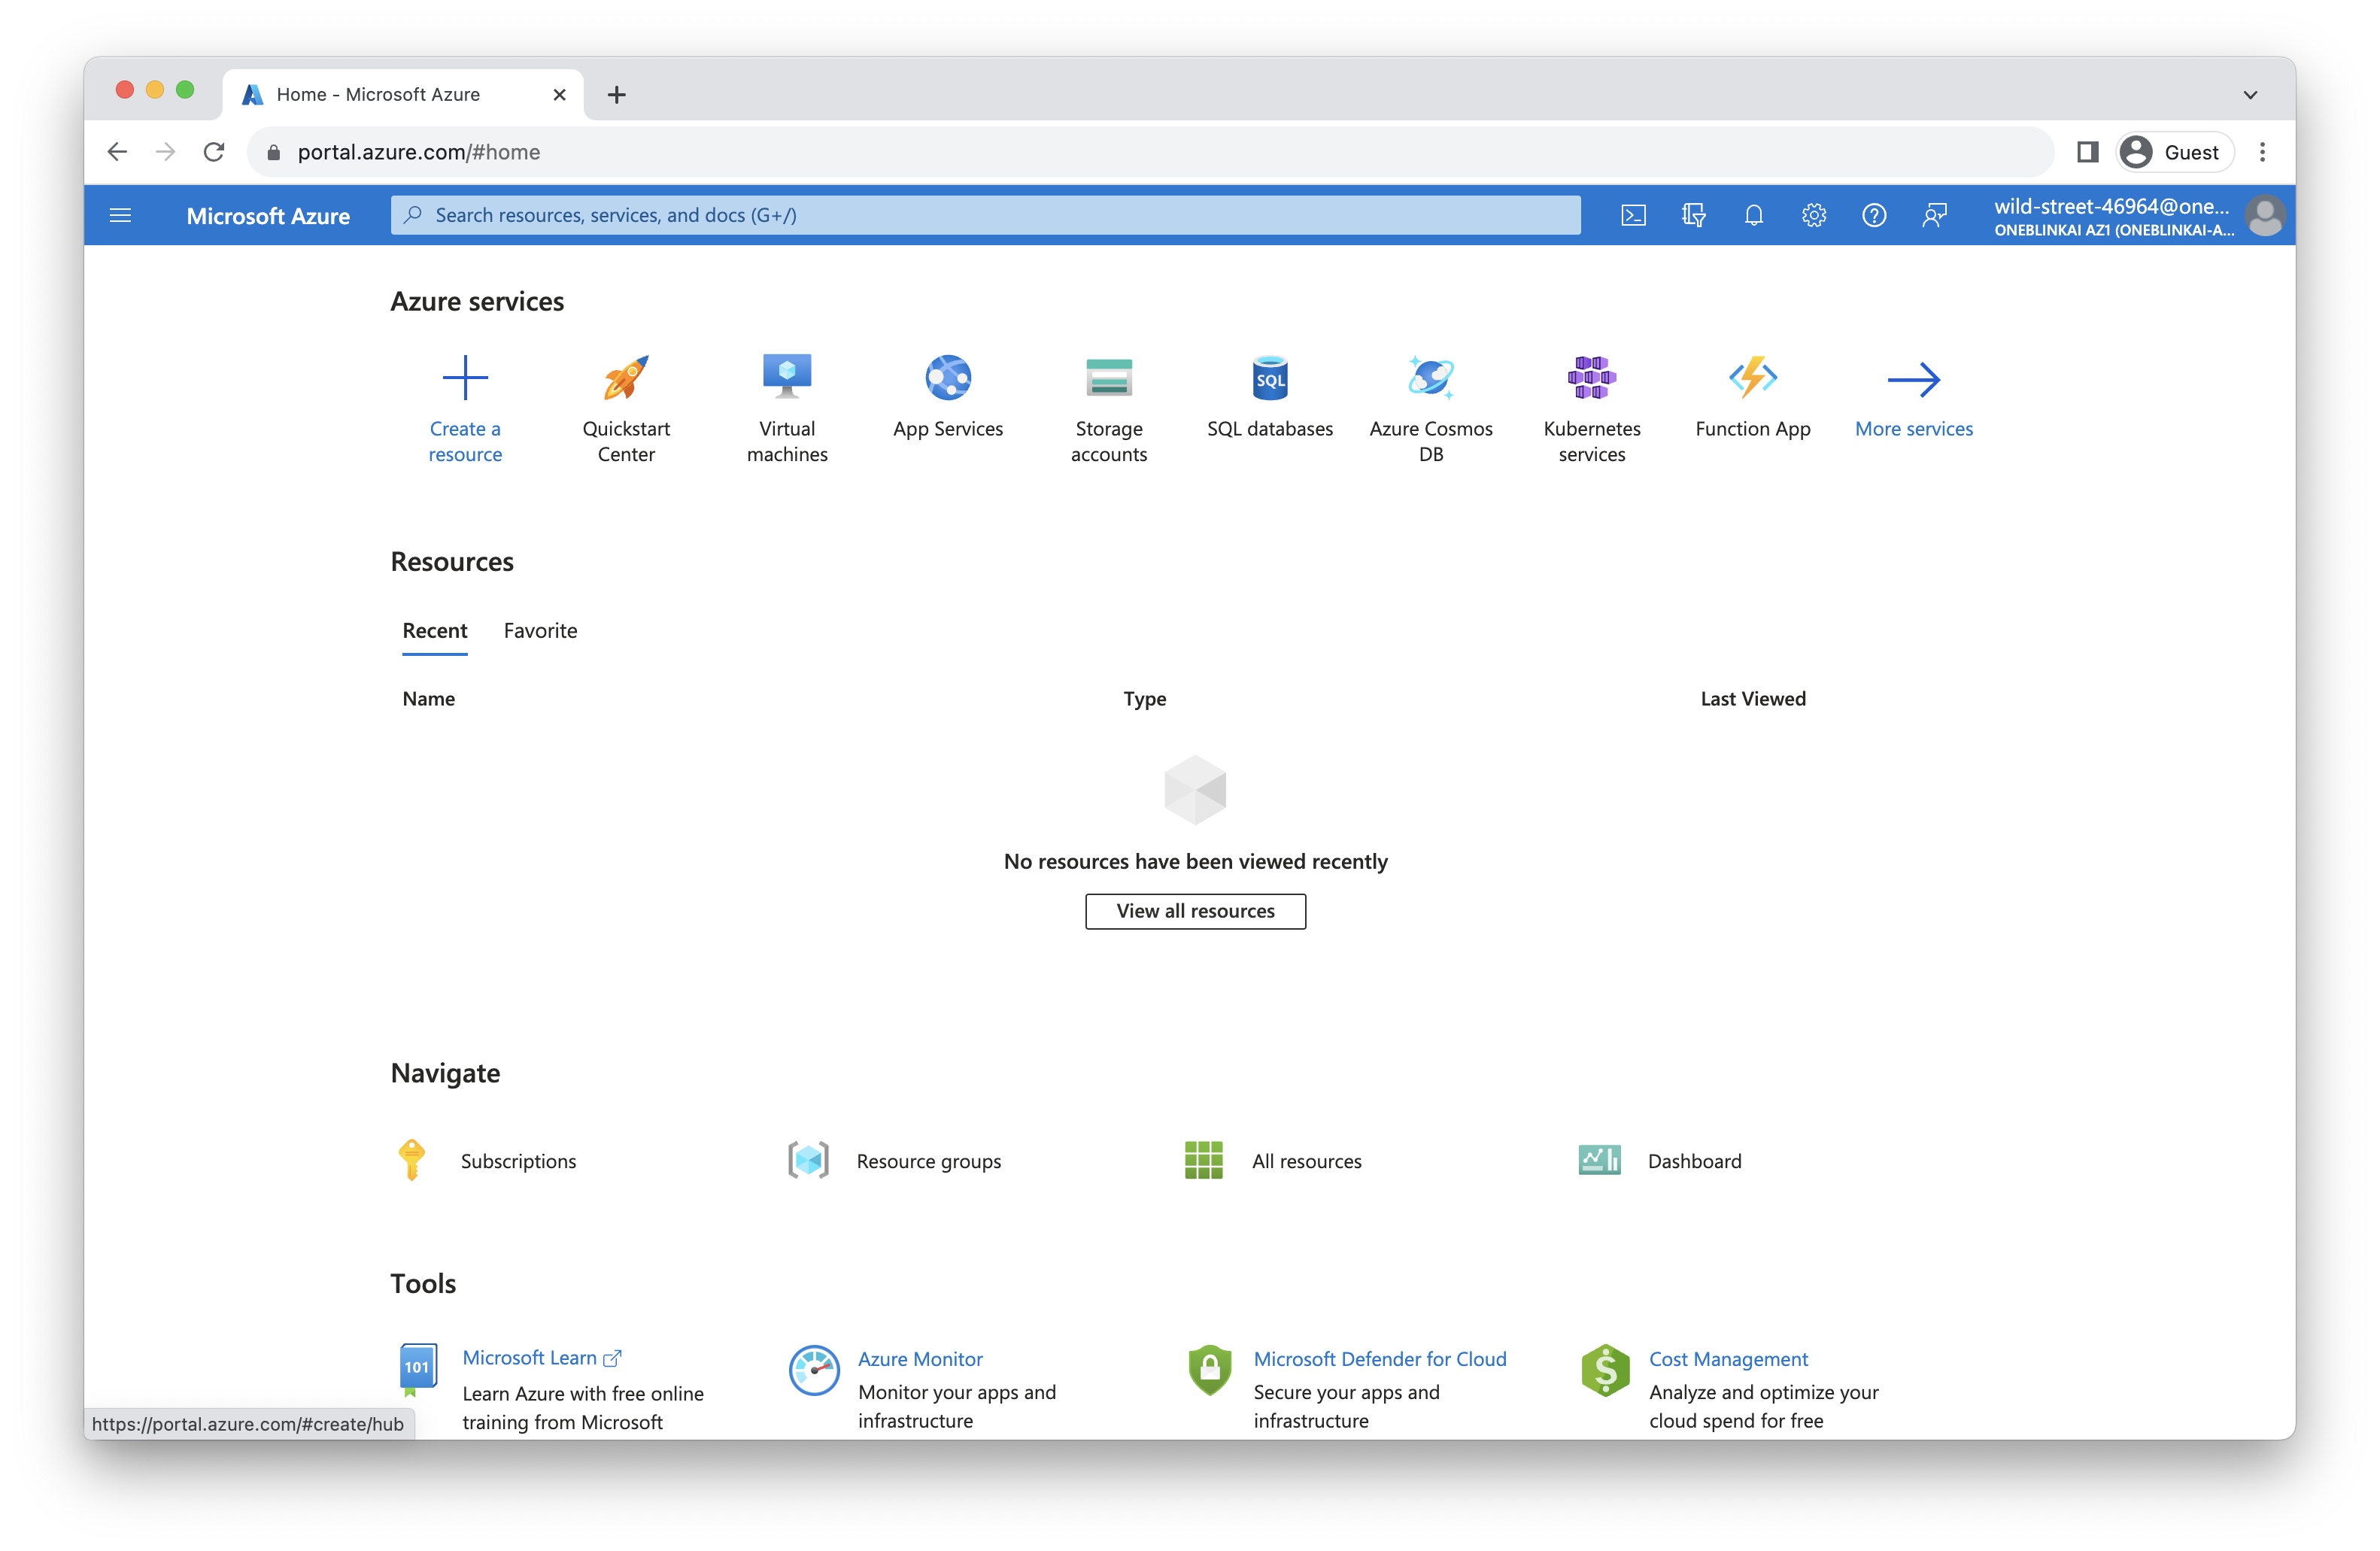 Home - Microsoft Azure
portal.azure.com/#home
Guest
Microsoft Azure
Search resources, services, and docs (G+/)
wild-street-46964@one...
ONEBLINKAI AZ1 (ONEBLINKAI-A...
Azure services
Create a
resource
Quickstart
Center
Virtual
machines
App Services
Storage
accounts
SQL
SQL databases
Azure Cosmos
DB
Kubernetes
services
Function App
More services
Resources
Recent
Favorite
Name
Type
Last Viewed
No resources have been viewed recently
View all resources
Navigate
Subscriptions
Resource groups
All resources
Dashboard
Tools
101
Microsoft Learn
Learn Azure with free online
training from Microsoft
Azure Monitor
Monitor your apps and
infrastructure
Microsoft Defender for Cloud
Secure your apps and
infrastructure
$
Cost Management
Analyze and optimize your
cloud spend for free
https://portal.azure.com/#create/hub